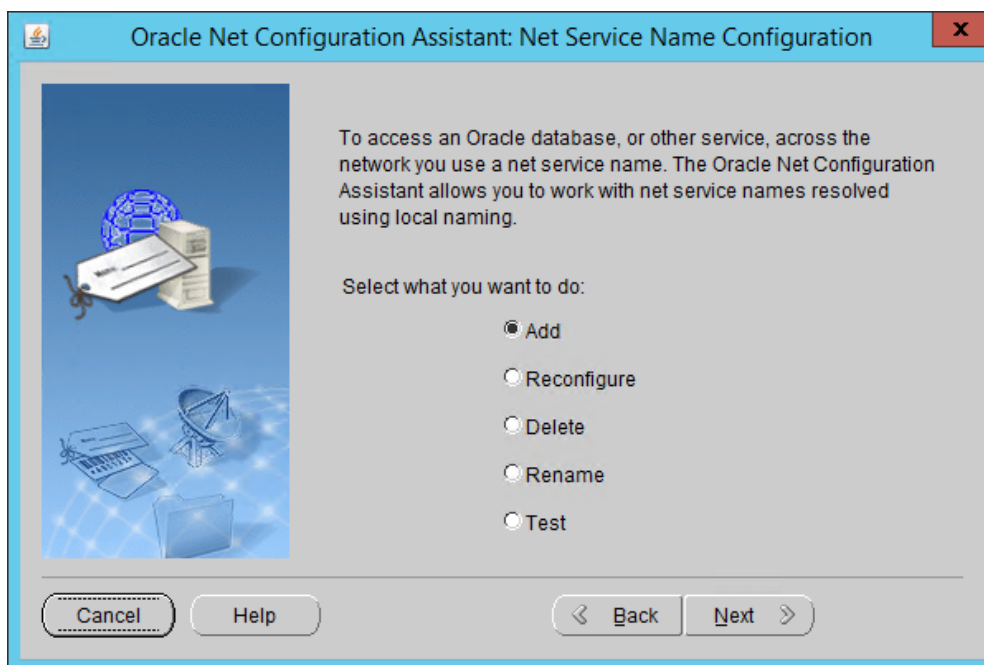 Oracle Net Configuration Assistant: Net Service Name Configuration
x
To access an Oracle database, or other service, across the
network you use a net service name. The Oracle Net Configuration
Assistant allows you to work with net service names resolved
using local naming.
Select what you want to do:
Add
Reconfigure
Delete
Rename
Test
Cancel
Help
Back
Next